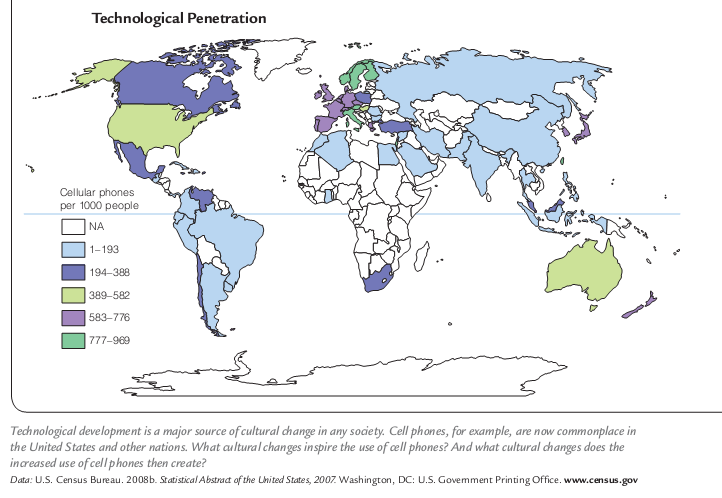 Technological Penetration
Cellular phones
per 1000 people
NA
1–193
194–388
389–582
583–776
777–969
Technological development is a major source of cultural change in any society. Cell phones, for example, are now commonplace in
the United States and other nations. What cultural changes inspire the use of cell phones? And what cultural changes does the
increased use of cell phones then create?
Data: U.S. Census Bureau. 2008b. Statistical Abstract of the United States, 2007. Washington, DC: U.S. Government Printing Office. www.census.gov